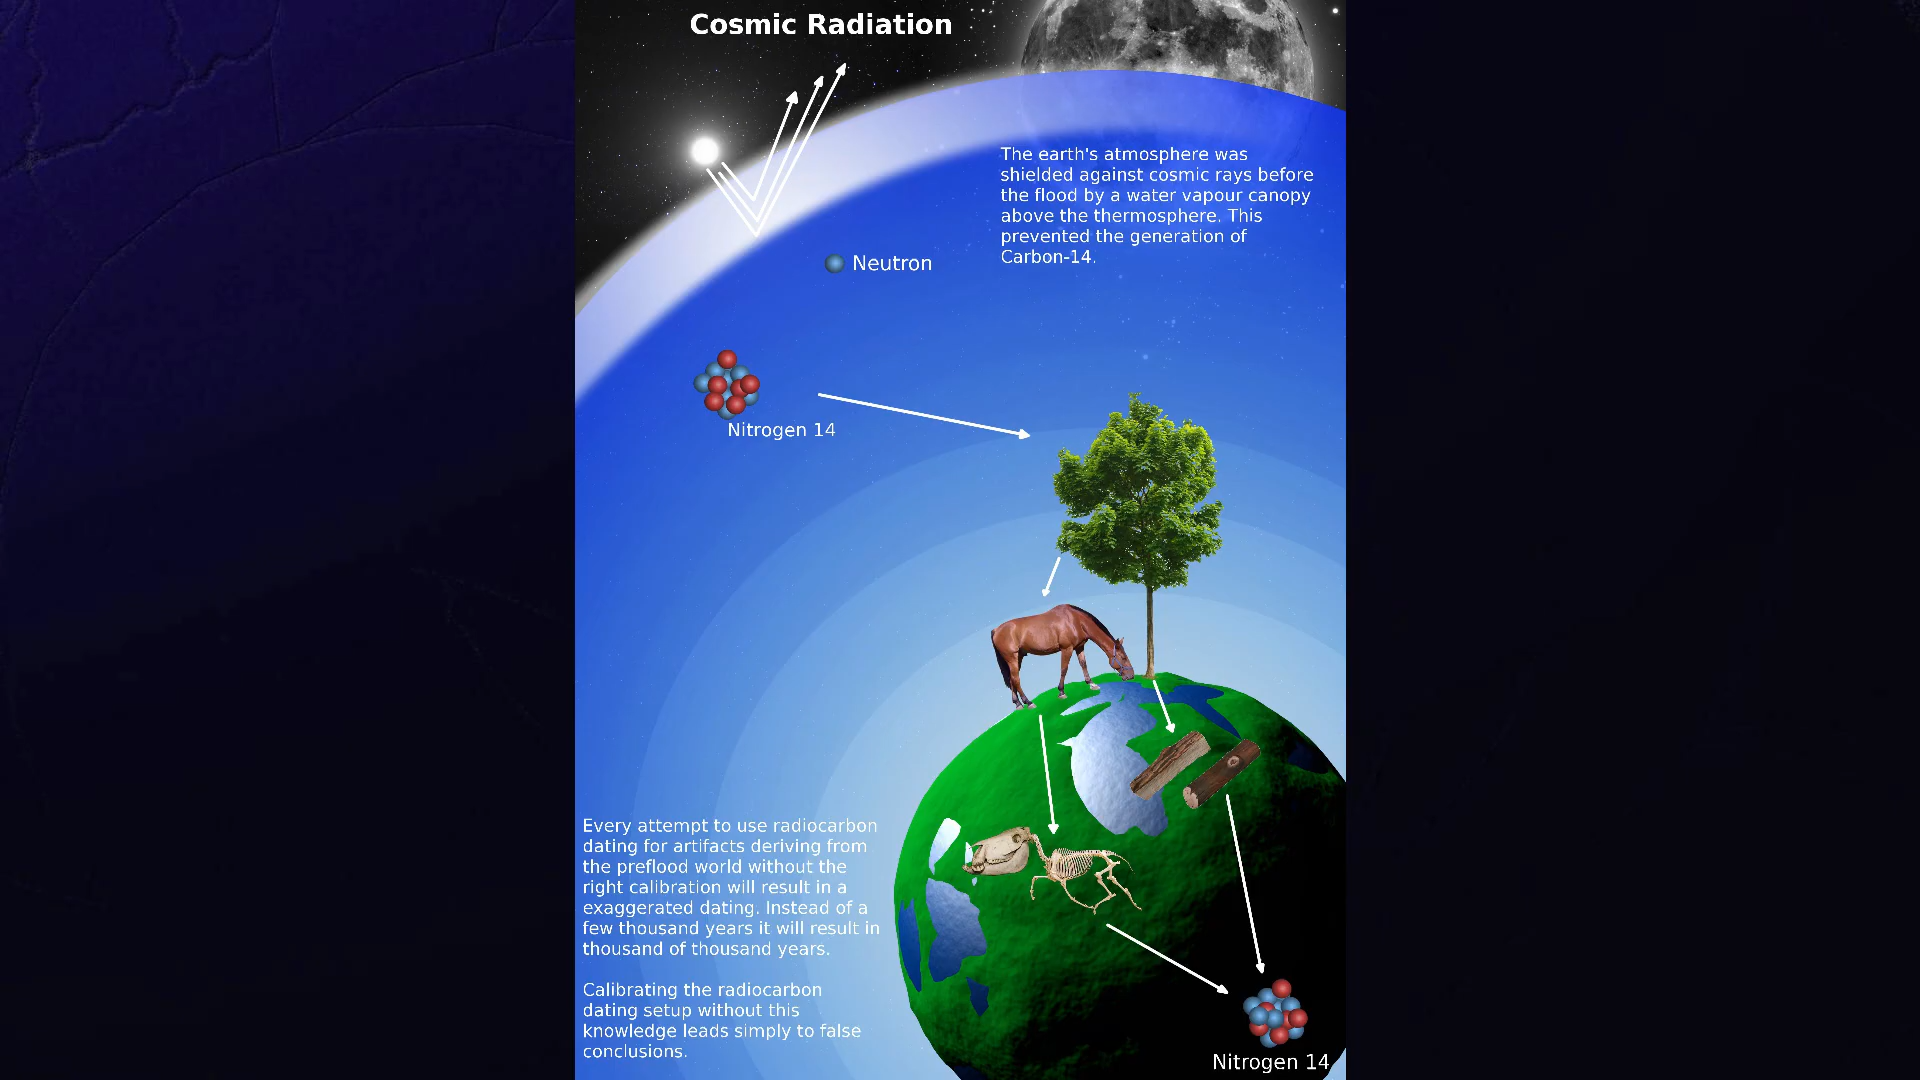 Cosmic Radiation
The earth's atmosphere was
shielded against cosmic rays before
the flood by a water vapour canopy
above the thermosphere. This
prevented the generation of
Carbon-14.
Neutron
Nitrogen 14
Every attempt to use radiocarbon
dating for artifacts deriving from
the preflood world without the
right calibration will result in a
exaggerated dating. Instead of a
few thousand years it will result in
thousand of thousand years.
Calibrating the radiocarbon
dating setup without this
knowledge leads simply to false
conclusions.
Nitrogen 14